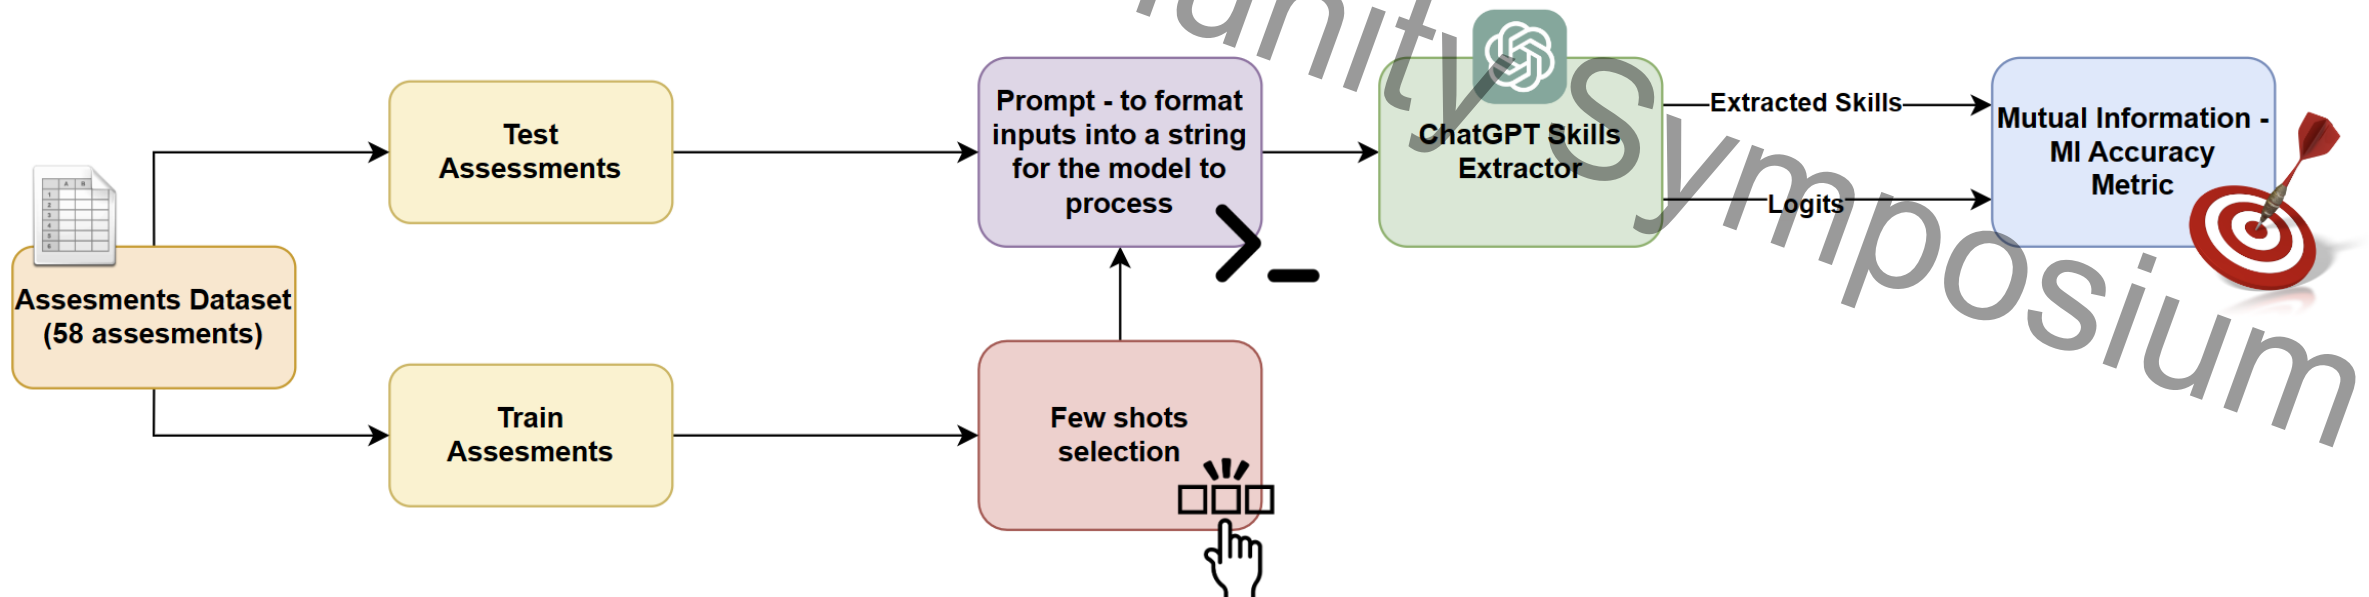 Test
Assessments
Prompt - to format
inputs into a string
for the model to
process
ChatGPT Skills
Extractor
Extracted Skills
Logits
Mutual Information -
MI Accuracy
Metric
Assesments Dataset
(58 assesments)
Train
Assesments
Few shots
selection
Symposium